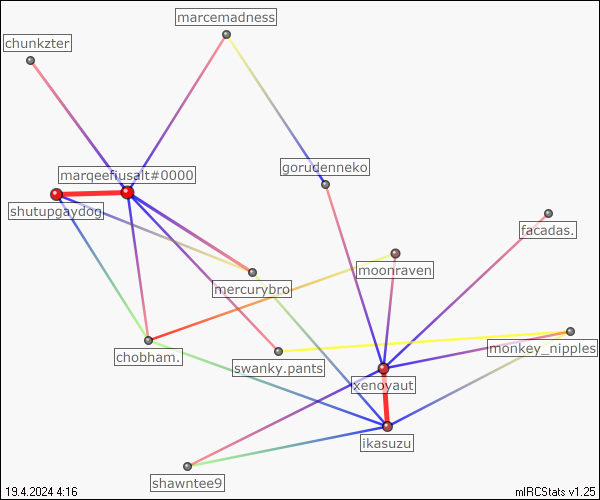 marcemadness
chunkzter
gorudenneko
marqeefiusalt#0000
shutupgaydog
facadas.
moonraven
mercurybro
monkey_nipples
chobham.
swanky.pants
xenoyaut
ikasuzu
shawntee9
19.4.2024 4:16
mIRCStats v1.25